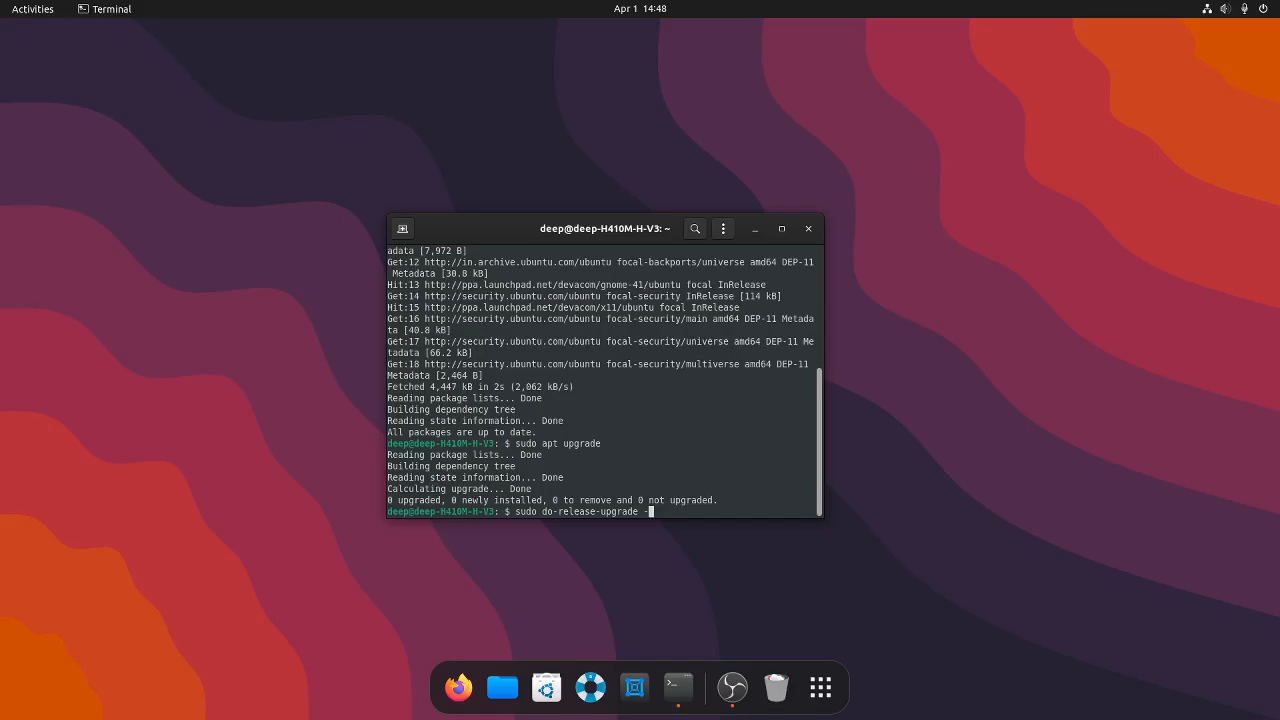 Activities
Terminal
Apr 1 14:48
deep@deep-H410M-H-V3: ~
adata [7,972 B]
Get:12 http://in.archive.ubuntu.com/ubuntu focal-backports/universe amd64 DEP-11
 Metadata [30.8 kB]
Hit:13 http://ppa.launchpad.net/devacom/gnome-41/ubuntu focal InRelease
Get:14 http://security.ubuntu.com/ubuntu focal-security InRelease [114 kB]
Hit:15 http://ppa.launchpad.net/devacom/x11/ubuntu focal InRelease
Get:16 http://security.ubuntu.com/ubuntu focal-security/main amd64 DEP-11 Metada
ta [40.8 kB]
Get:17 http://security.ubuntu.com/ubuntu focal-security/universe amd64 DEP-11 Me
tadata [66.2 kB]
Get:18 http://security.ubuntu.com/ubuntu focal-security/multiverse amd64 DEP-11
Metadata [2,464 B]
Fetched 4,447 kB in 2s (2,062 kB/s)
Reading package lists... Done
Building dependency tree
Reading state information... Done
All packages are up to date.
deep@deep-H410M-H-V3: $ sudo apt upgrade
Reading package lists... Done
Building dependency tree
Reading state information... Done
Calculating upgrade... Done
0 upgraded, 0 newly installed, 0 to remove and 0 not upgraded.
deep@deep-H410M-H-V3: $ sudo do-release-upgrade -